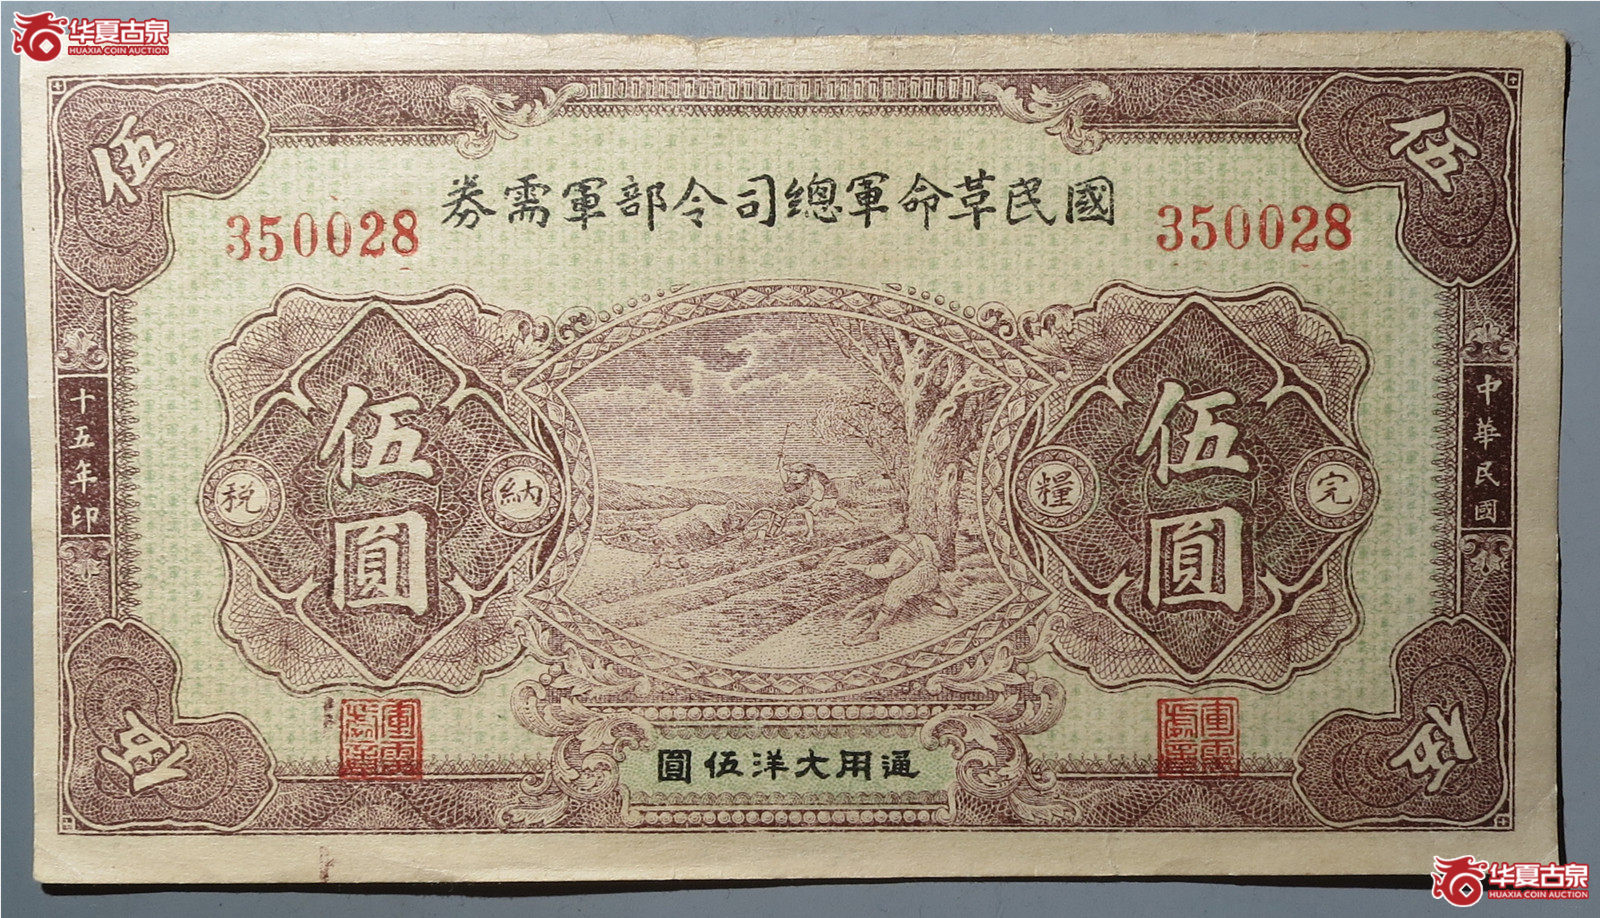 华夏古泉
HUAXIA COIN AUCTION
伍
伍
國民革命軍總司令部軍需券
350028
350028
中華民國
十五年印
伍圓
伍圓
完
糧
納
税
通用大洋伍圓
伍
伍
华夏古泉
HUAXIA COIN AUCTION